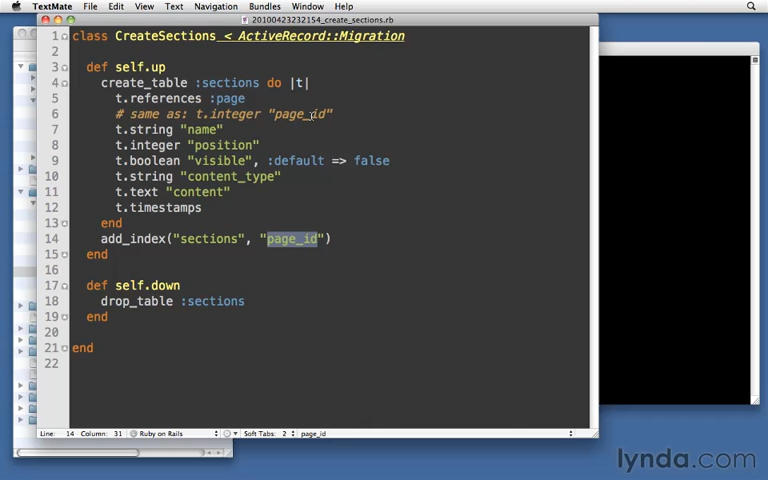 TextMate File Edit View Text Navigation Bundles Window Help
20100423232154_create_sections.rb
1 class CreateSections < ActiveRecord::Migration
2
3 def self.up
4 create_table :sections do |t|
5 t.references :page
6 # same as: t.integer "page_id"
7 t.string "name"
8 t.integer "position"
9 t.boolean "visible", :default => false
10 t.string "content_type"
11 t.text "content"
12 t.timestamps
13 end
14 add_index("sections", "page_id")
15 end
16
17 def self.down
18 drop_table :sections
19 end
20
21 end
22
Line: 14 Column: 31 Ruby on Rails Soft Tabs: 2 page_id
lynda.com